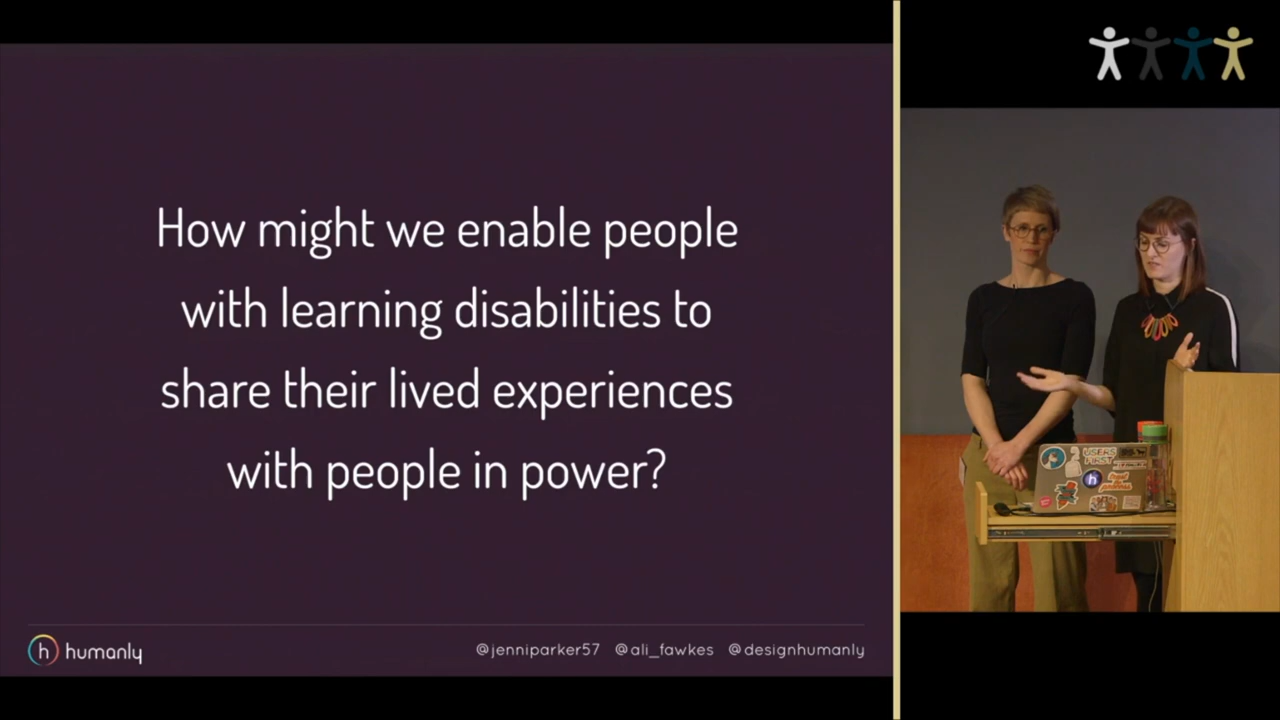 How might we enable people
with learning disabilities to
share their lived experiences
with people in power?
h humanly
@jenniparker57 @ali_fawkes @designhumanly
USERS
FIRST
h